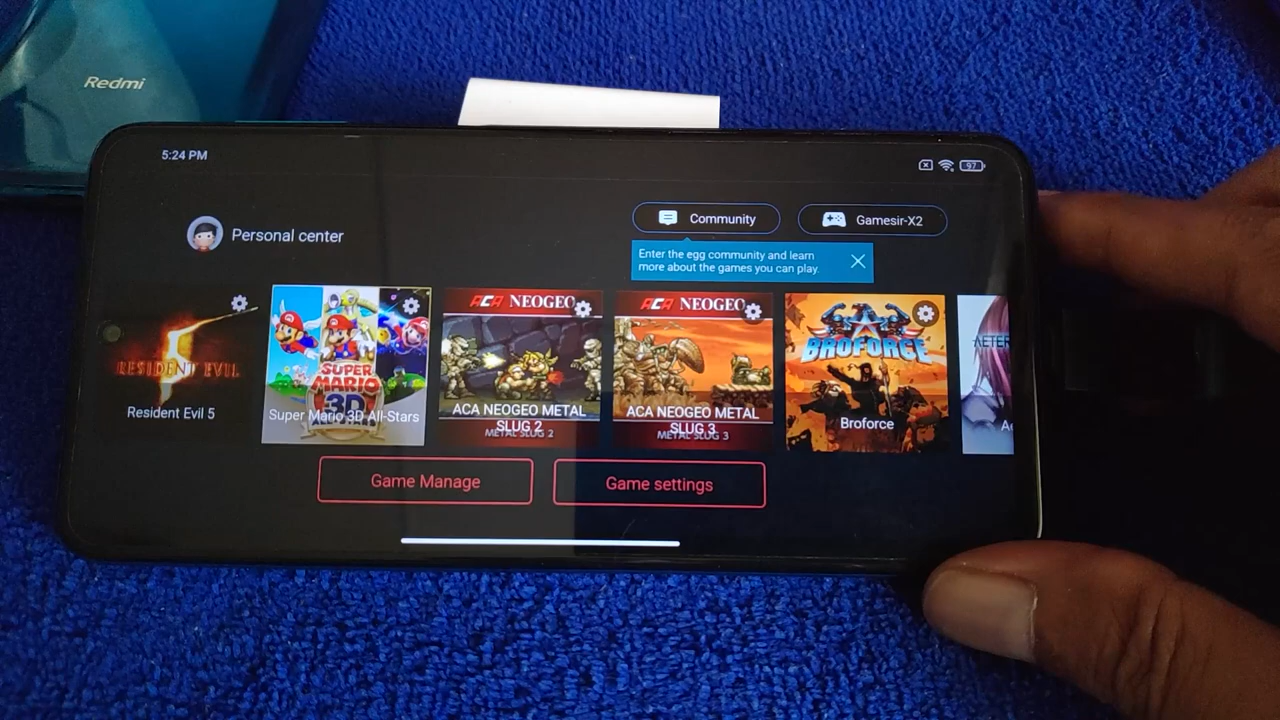 Redmi
5:24 PM
97
Personal center
Community
Gamesir-X2
Enter the egg community and learn
more about the games you can play.
RESIDENT EVIL
5
Resident Evil 5
SUPER
MARIO
3D
Super Mario 3D All-Stars
ACA NEOGEO
ACA NEOGEO METAL
SLUG 2
METAL SLUG 2
ACA NEOGEO
ACA NEOGEO METAL
SLUG 3
METAL SLUG 3
BROFORCE
Broforce
Game Manage
Game settings